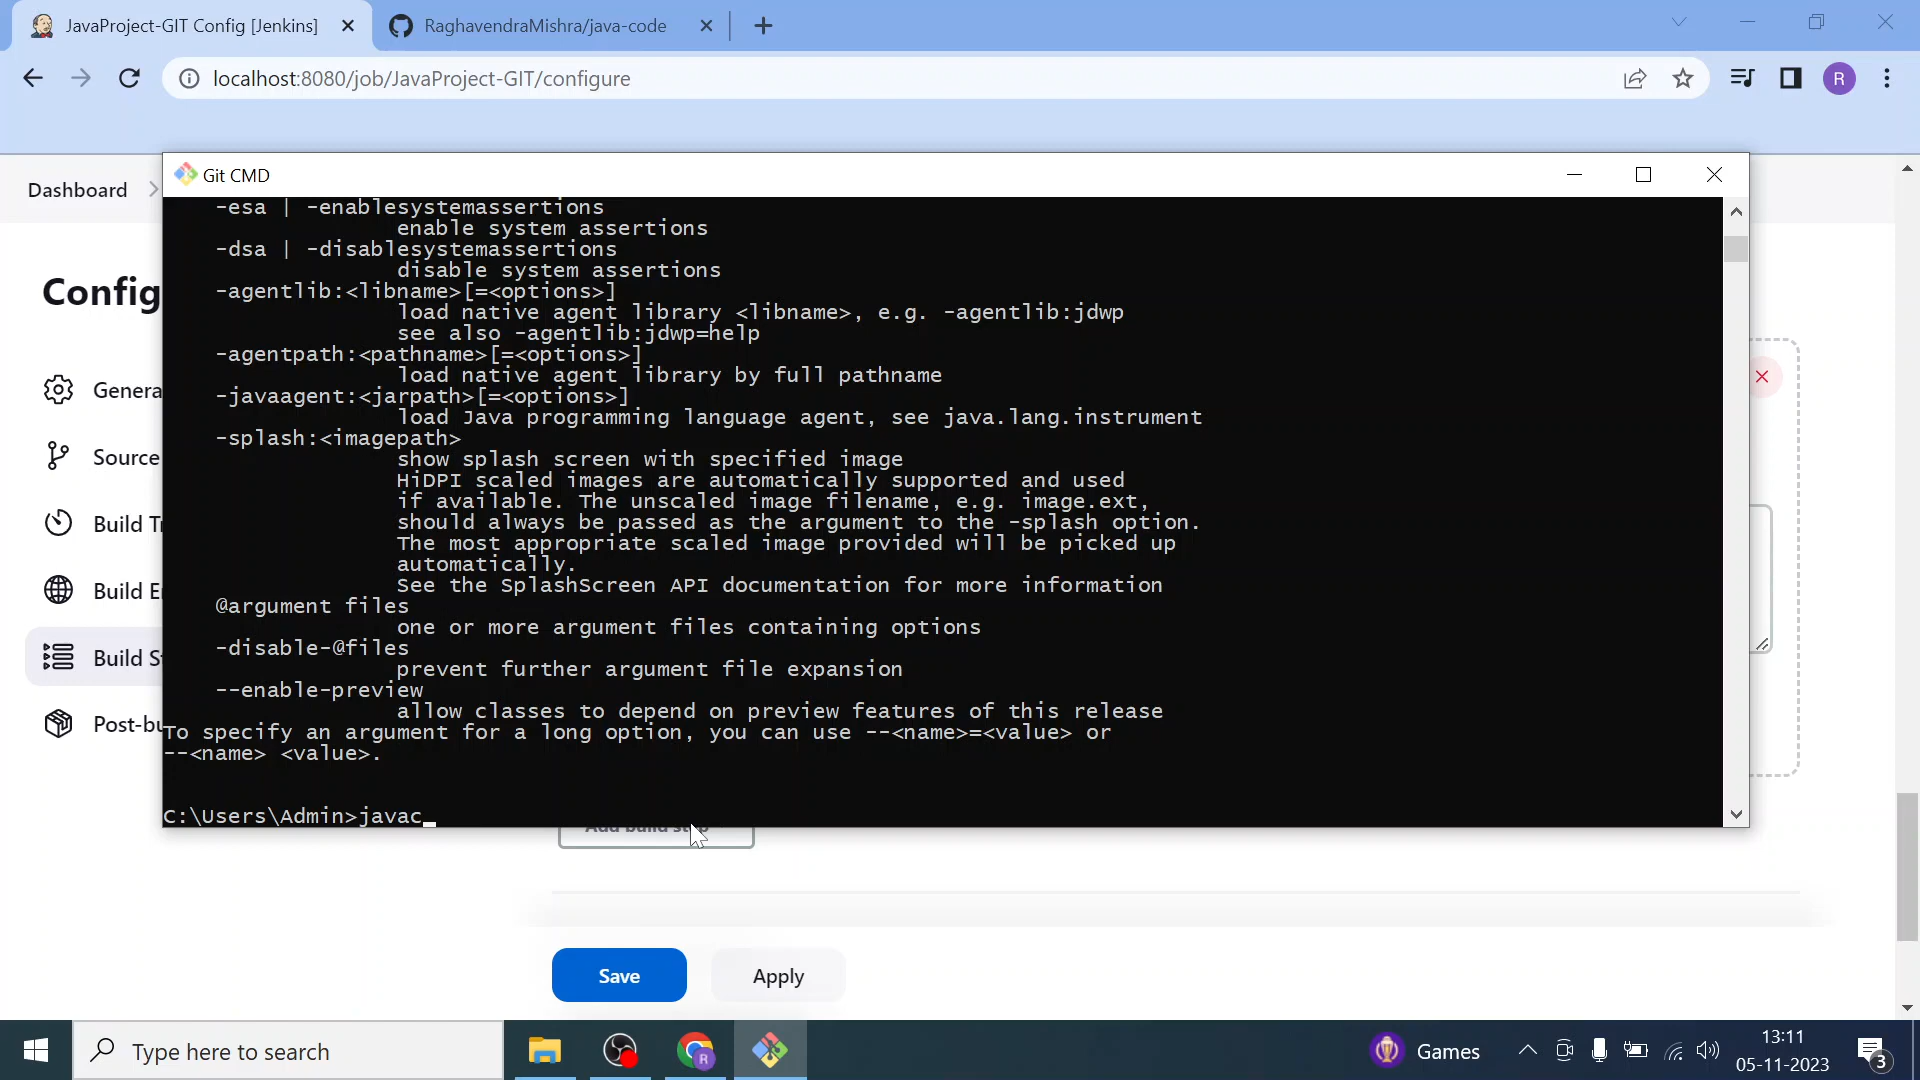 JavaProject-GIT Config [Jenkins]
RaghavendraMishra/java-code
localhost:8080/job/JavaProject-GIT/configure
R
Dashboard
Git CMD
-esa | -enablesystemassertions
enable system assertions
-dsa | -disablesystemassertions
disable system assertions
-agentlib:<libname>[=<options>]
load native agent library <libname>, e.g. -agentlib:jdwp
see also -agentlib:jdwp=help
-agentpath:<pathname>[=<options>]
load native agent library by full pathname
-javaagent:<jarpath>[=<options>]
load Java programming language agent, see java.lang.instrument
-splash:<imagepath>
show splash screen with specified image
HiDPI scaled images are automatically supported and used
if available. The unscaled image filename, e.g. image.ext,
should always be passed as the argument to the -splash option.
The most appropriate scaled image provided will be picked up
automatically.
See the SplashScreen API documentation for more information
@argument files
one or more argument files containing options
-disable-@files
prevent further argument file expansion
--enable-preview
allow classes to depend on preview features of this release
To specify an argument for a long option, you can use --<name>=<value> or
--<name> <value>.
C:\Users\Admin>javac
Config
Genera
Source
Build Tr
Build E
Build S
Post-bu
Add build step
Save
Apply
Type here to search
R
Games
13:11
05-11-2023
3